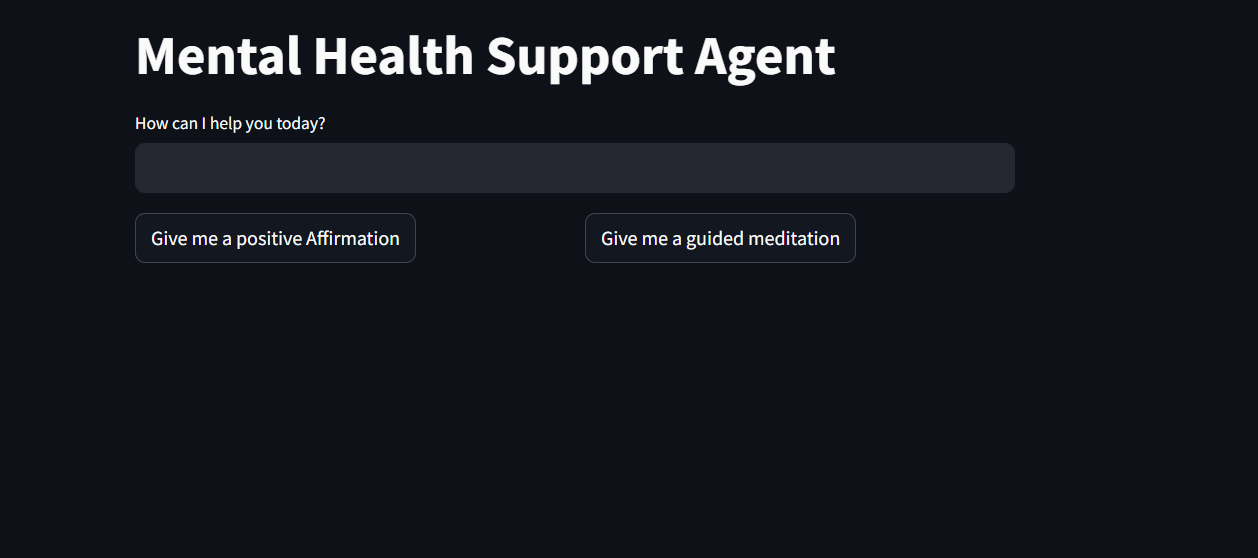 Mental Health Support Agent
How can I help you today?
Give me a positive Affirmation
Give me a guided meditation